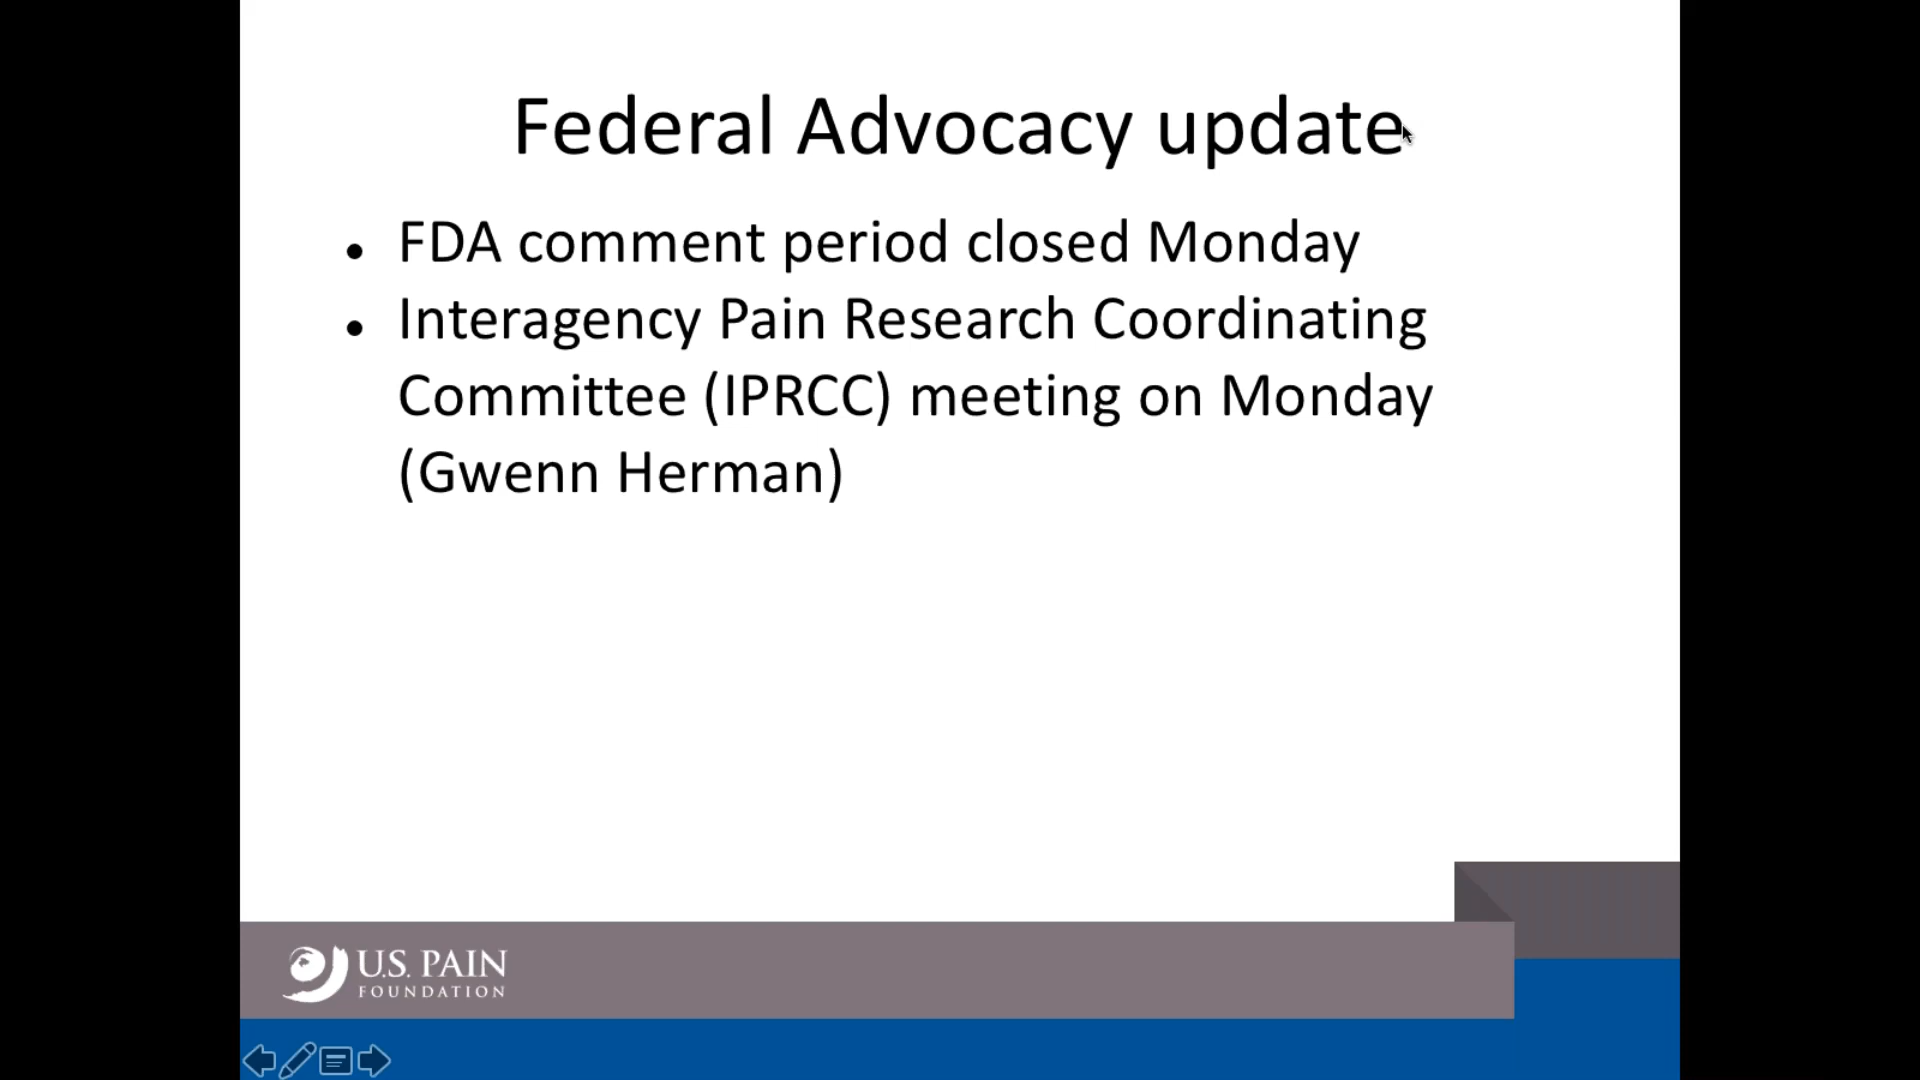 Federal Advocacy update
• FDA comment period closed Monday
• Interagency Pain Research Coordinating
Committee (IPRCC) meeting on Monday
(Gwenn Herman)
U.S. PAIN
FOUNDATION